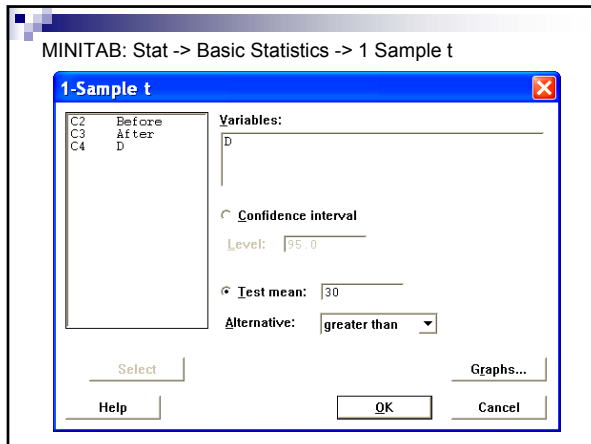 MINITAB: Stat -> Basic Statistics -> 1 Sample t
1-Sample t
C2 Before
C3 After
C4 D
Variables:
D
Confidence interval
Level: 95.0
Test mean: 30
Alternative: greater than
Select
Graphs...
Help
OK
Cancel